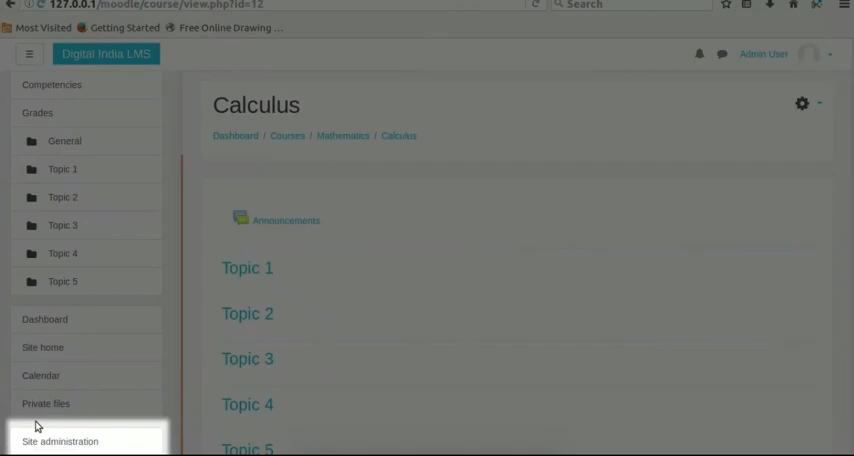 127.0.0.1/moodle/course/view.php?id=12
Search
Most Visited Getting Started Free Online Drawing ...
Digital India LMS
Admin User
Competencies
Grades
General
Topic 1
Topic 2
Topic 3
Topic 4
Topic 5
Dashboard
Site home
Calendar
Private files
Site administration
Calculus
Dashboard / Courses / Mathematics / Calculus
Announcements
Topic 1
Topic 2
Topic 3
Topic 4
Topic 5